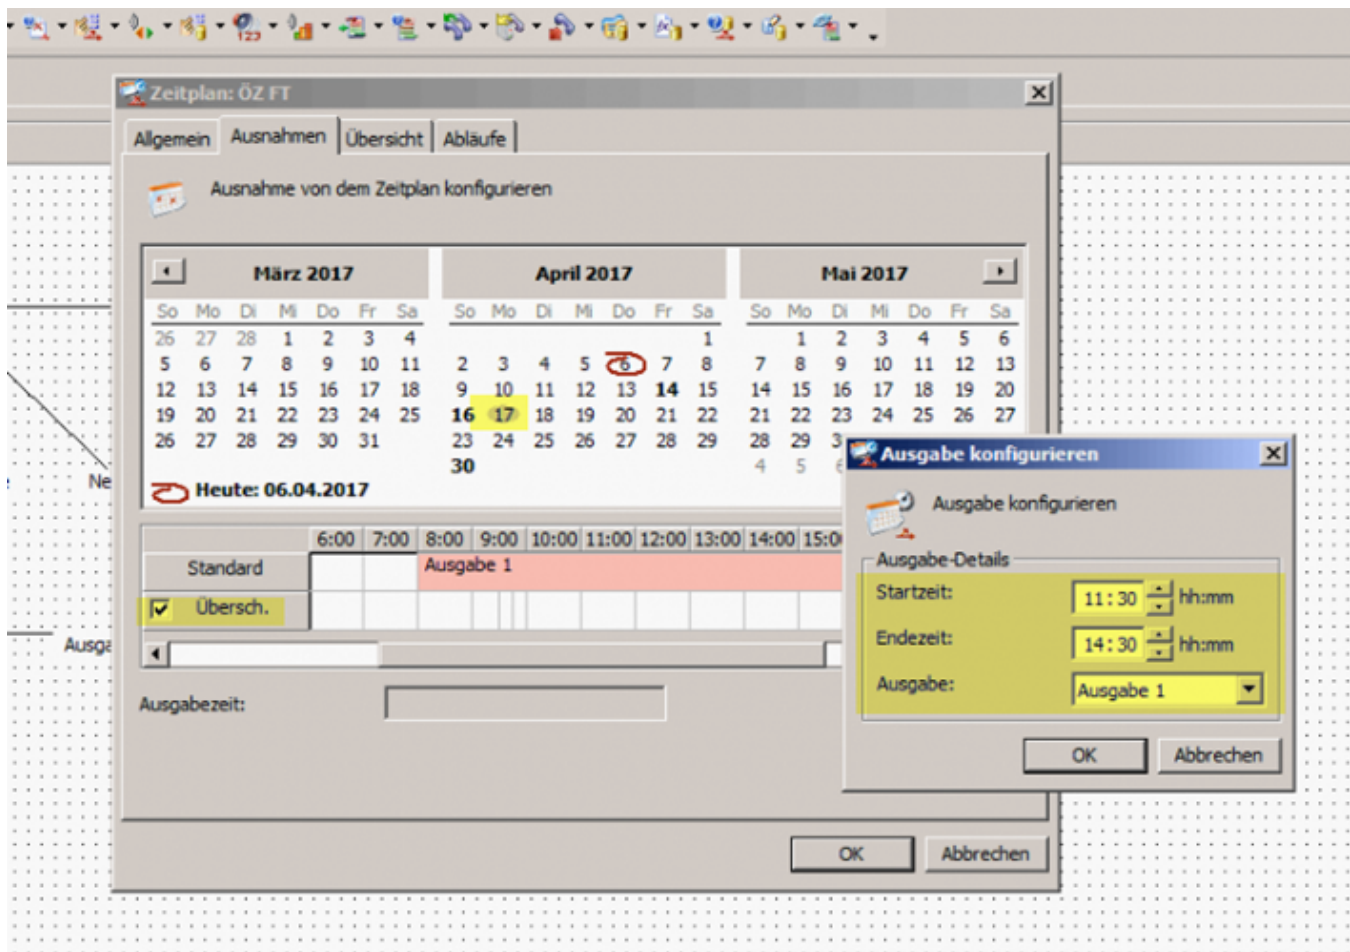 123
Zeitplan: ÖZ FT
Allgemein Ausnahmen Übersicht Abläufe
Ausnahme von dem Zeitplan konfigurieren
März 2017 April 2017 Mai 2017
So Mo Di Mi Do Fr Sa So Mo Di Mi Do Fr Sa So Mo Di Mi Do Fr Sa
26 27 28 1 2 3 4 1 1 2 3 4 5 6
5 6 7 8 9 10 11 2 3 4 5 6 7 8 7 8 9 10 11 12 13
12 13 14 15 16 17 18 9 10 11 12 13 14 15 14 15 16 17 18 19 20
19 20 21 22 23 24 25 16 17 18 19 20 21 22 21 22 23 24 25 26 27
26 27 28 29 30 31 23 24 25 26 27 28 29 28 29 3
30 4 5 6
Heute: 06.04.2017
Ne
6:00 7:00 8:00 9:00 10:00 11:00 12:00 13:00 14:00 15:0
Standard Ausgabe 1
Übersch.
Ausga
Ausgabezeit:
OK Abbrechen
Ausgabe konfigurieren
Ausgabe konfigurieren
Ausgabe-Details
Startzeit: 11:30 hh:mm
Endezeit: 14:30 hh:mm
Ausgabe: Ausgabe 1
OK Abbrechen